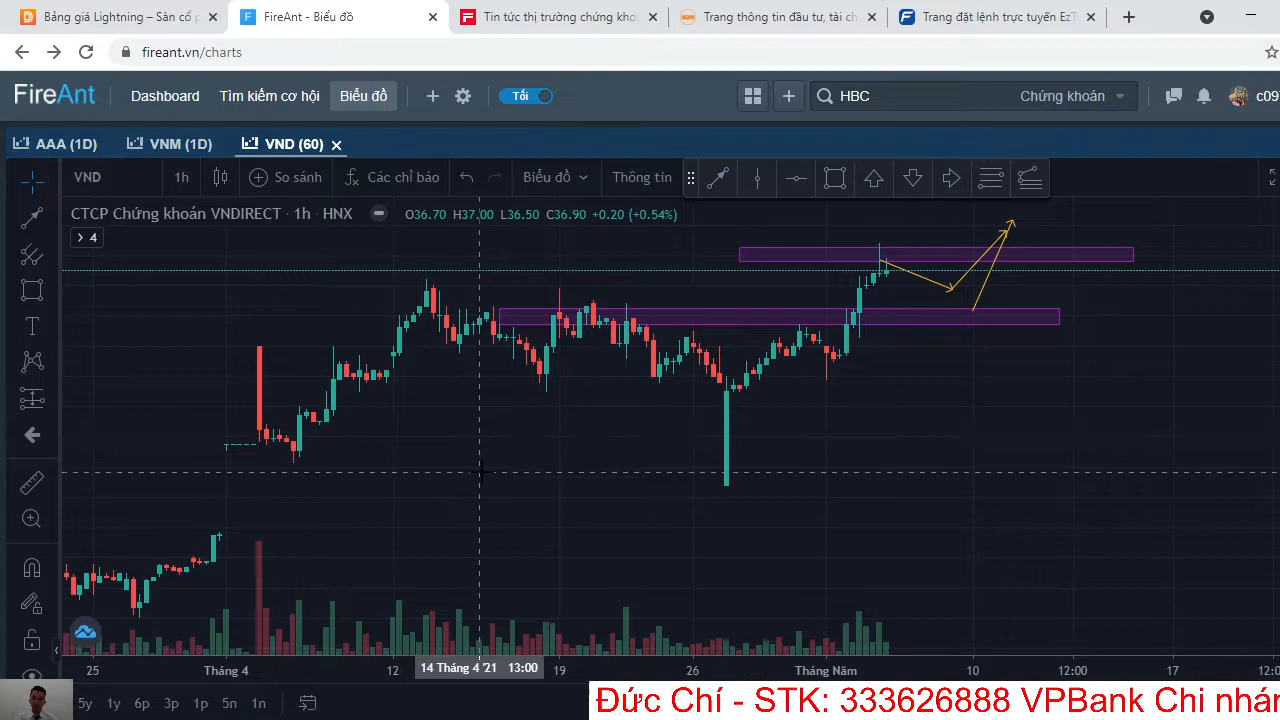 Bảng giá Lightning – Sàn cổ p
FireAnt - Biểu đồ
Tin tức thị trường chứng kho
Trang thông tin đầu tư, tài ch
Trang đặt lệnh trực tuyến EzT
fireant.vn/charts
FireAnt
Dashboard
Tìm kiếm cơ hội
Biểu đồ
Tối
HBC
Chứng khoán
c09
AAA (1D)
VNM (1D)
VND (60)
VND
1h
So sánh
Các chỉ báo
Biểu đồ
Thông tin
CTCP Chứng khoán VNDIRECT · 1h · HNX
O36.70 H37.00 L36.50 C36.90 +0.20 (+0.54%)
4
25
Tháng 4
12
14 Tháng 4 '21 13:00
19
26
Tháng Năm
10
12:00
17
12:0
5y 1y 6p 3p 1p 5n 1n
Đức Chí - STK: 333626888 VPBank Chi nhán